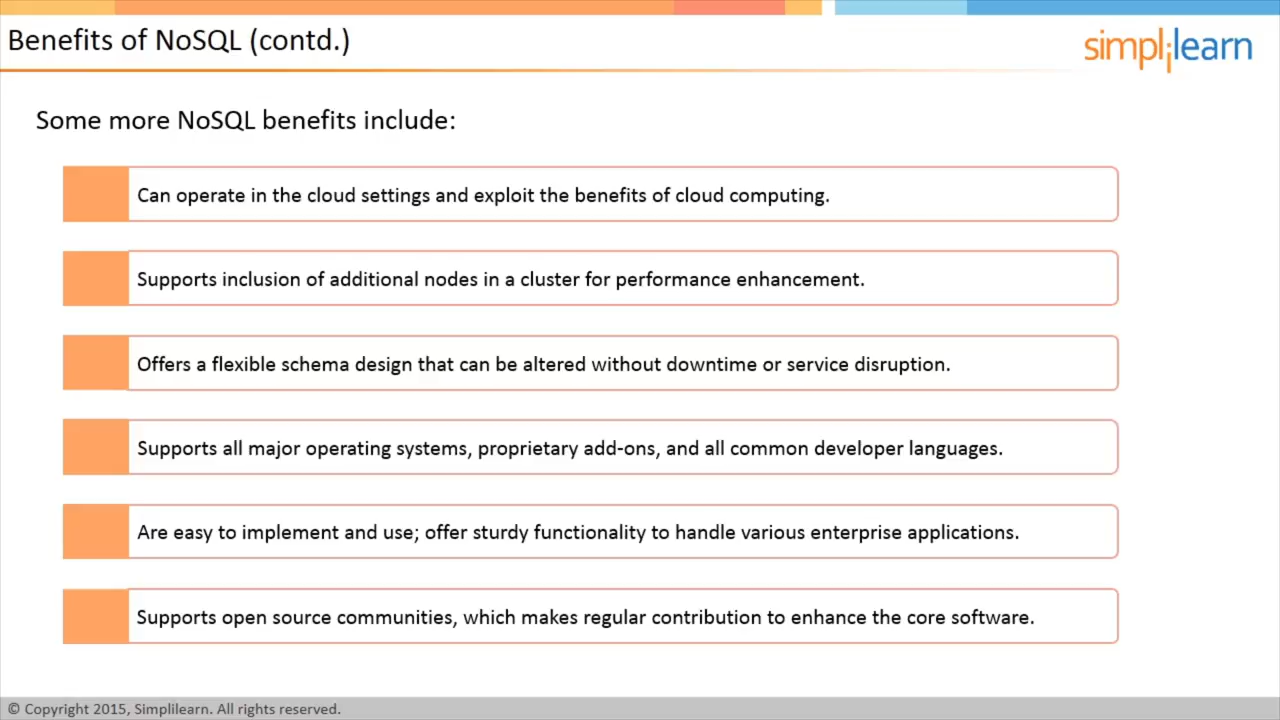 Benefits of NoSQL (contd.)
simplilearn
Some more NoSQL benefits include:
Can operate in the cloud settings and exploit the benefits of cloud computing.
Supports inclusion of additional nodes in a cluster for performance enhancement.
Offers a flexible schema design that can be altered without downtime or service disruption.
Supports all major operating systems, proprietary add-ons, and all common developer languages.
Are easy to implement and use; offer sturdy functionality to handle various enterprise applications.
Supports open source communities, which makes regular contribution to enhance the core software.
© Copyright 2015, Simplilearn. All rights reserved.